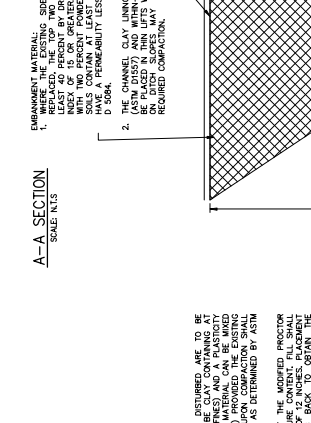 A-A SECTION
SCALE: N.T.S
EMBANMENT MATERIAL:
1. WHERE THE EXISTING SIDE
REPLACED, THE TOP TWO
LEAST 40 PERCENT BY DR
INDEX OF 15 OR GREATER.
WITH TWO PERCENT POWDE
SOILS CONTAIN AT LEAST
HAVE A PERMEABILITY LESS
D 5084.
2. THE CHANNEL CLAY LINING
(ASTM D1557) AND WITHIN
BE PLACED IN THIN LIFTS
ON DITCH SLOPES MAY
REQUIRED COMPACTION.
DISTURBED ARE TO BE
BE CLAY CONTAINING AT
FINES) AND A PLASTICITY
MATERIAL CAN BE MIXED
) PROVIDED THE EXISTING
UPON COMPACTION SHALL
AS DETERMINED BY ASTM
THE MODIFIED PROCTOR
URE CONTENT. FILL SHALL
OF 12 INCHES. PLACEMENT
BACK TO OBTAIN THE